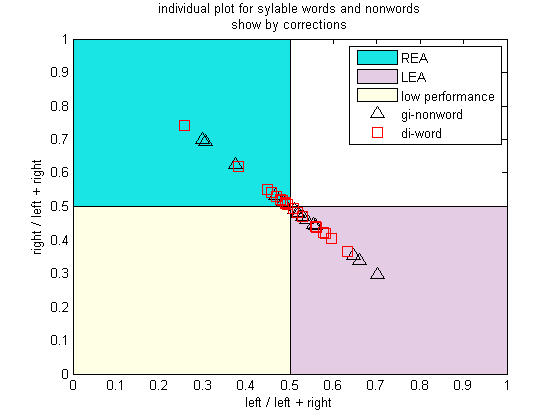 individual plot for sylable words and nonwords
show by corrections
REA
LEA
low performance
gi-nonword
di-word
right / left + right
1
0.9
0.8
0.7
0.6
0.5
0.4
0.3
0.2
0.1
0
0 0.1 0.2 0.3 0.4 0.5 0.6 0.7 0.8 0.9 1
left / left + right